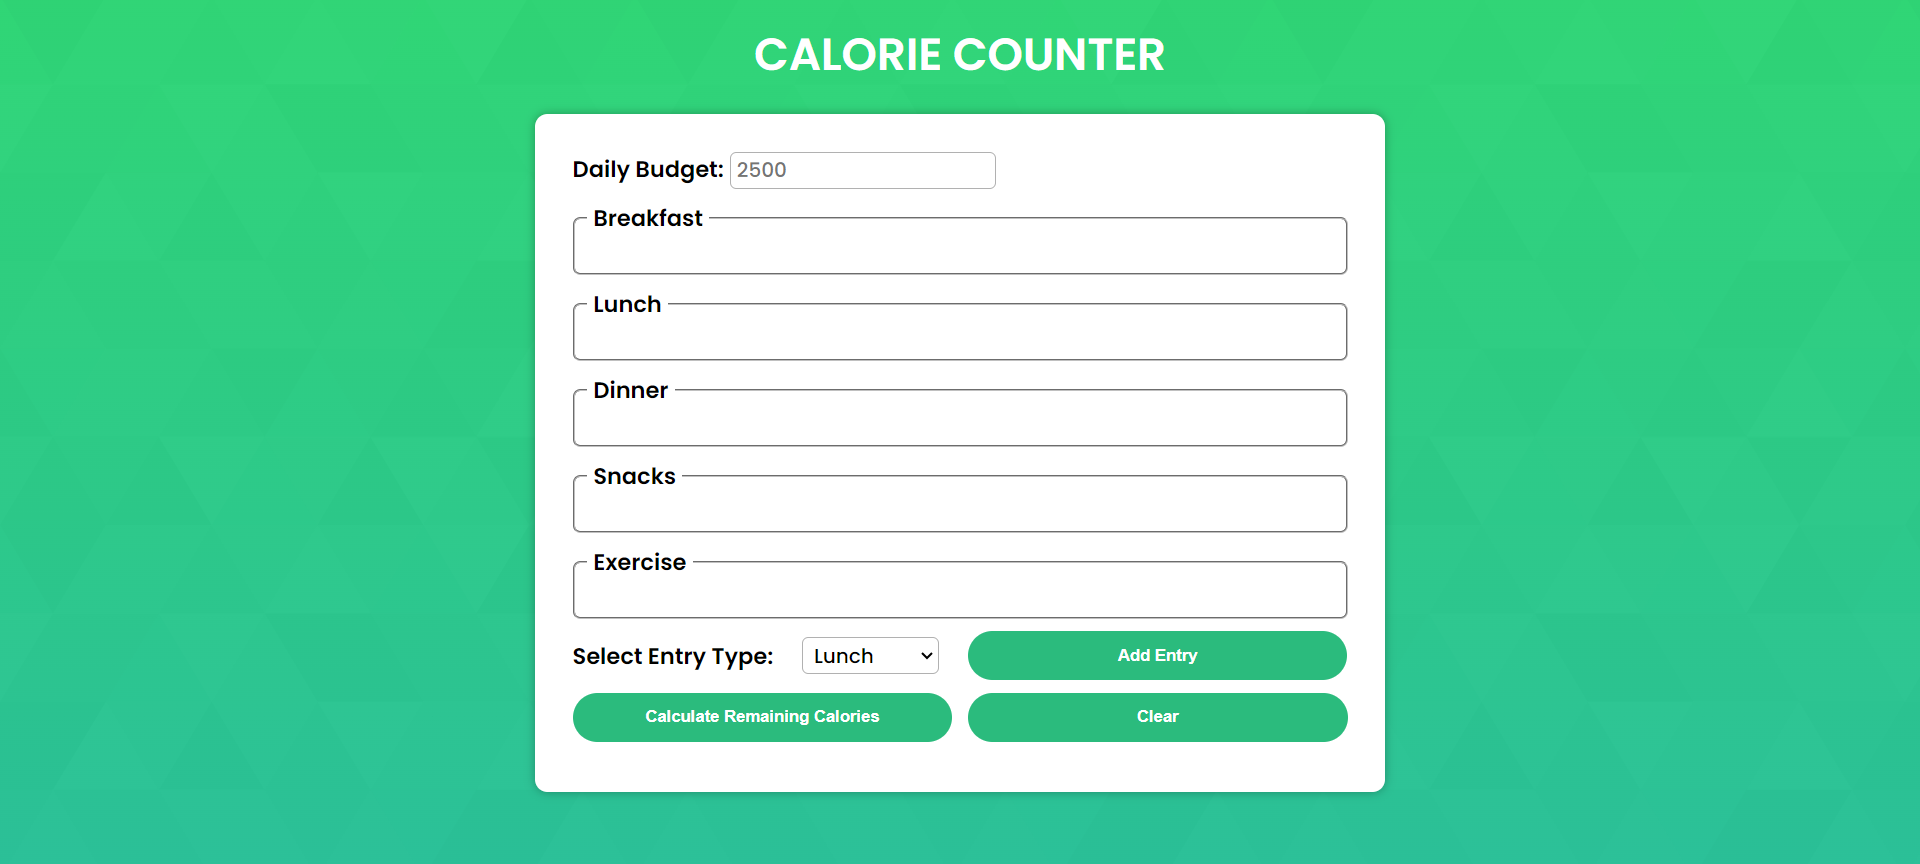 CALORIE COUNTER
Daily Budget: 2500
Breakfast
Lunch
Dinner
Snacks
Exercise
Select Entry Type: Lunch Add Entry
Calculate Remaining Calories Clear